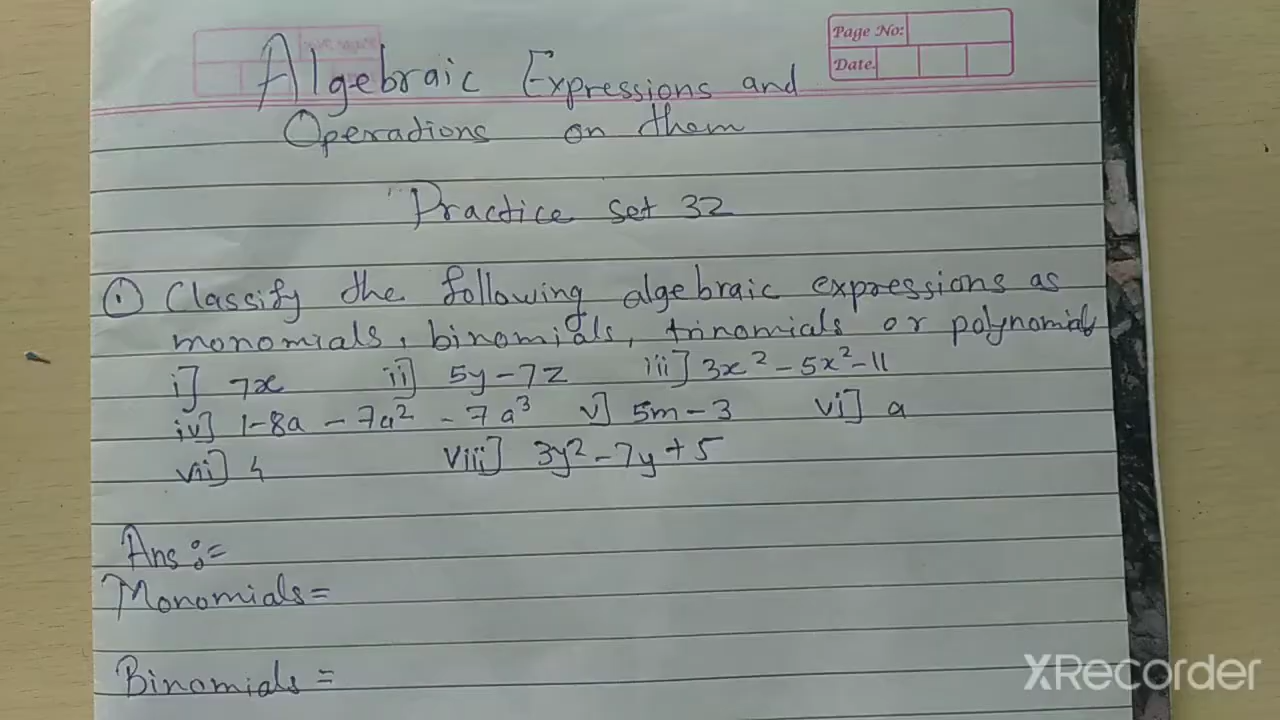 Page No:
Date.
Algebraic Expressions and
Operations on them
Practice set 32
① Classify the following algebraic expressions as
monomials, binomials, trinomials or polynomials
i] 7x ii] 5y-7z iii] 3x² - 5x² - 11
iv] 1-8a - 7a² - 7a³ v] 5m - 3 vi] a
vii] 4 viii] 3y² - 7y + 5
Ans :=
Monomials=
Binomials=
XRecorder